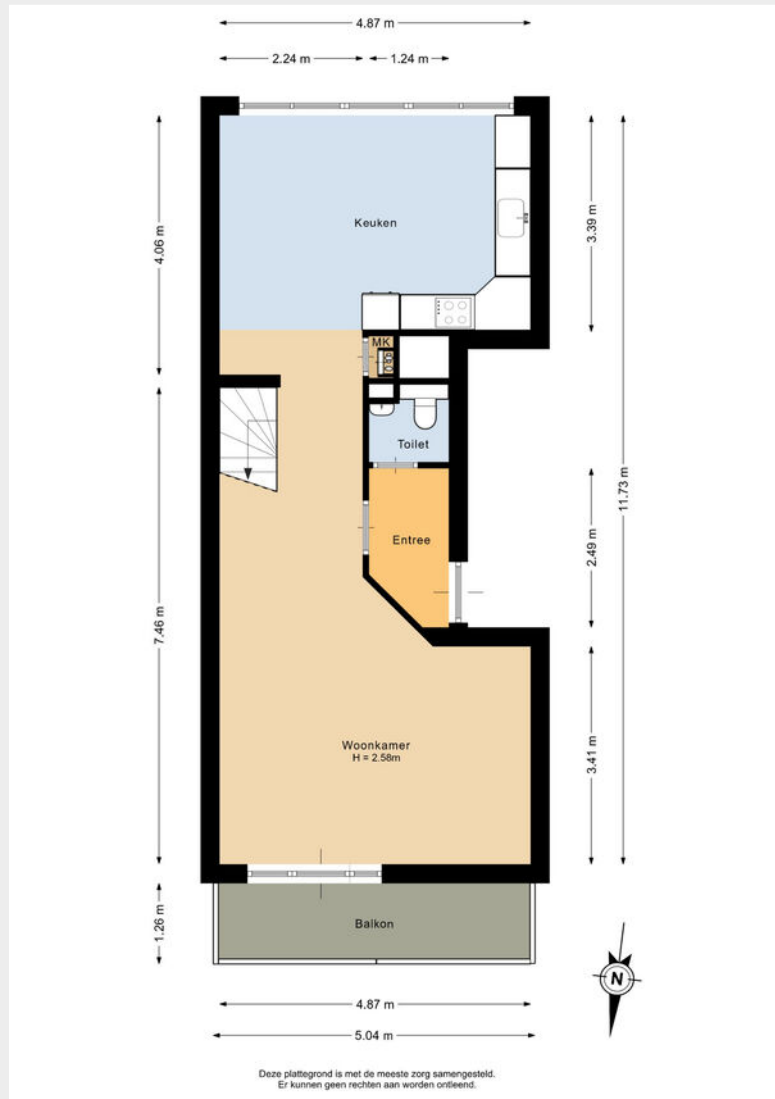 4.87 m
2.24 m
1.24 m
4.06 m
3.39 m
Keuken
MK
Toilet
11.73 m
Entree
2.49 m
7.46 m
Woonkamer
H = 2.58m
3.41 m
1.26 m
Balkon
N
4.87 m
5.04 m
Deze plattegrond is met de meeste zorg samengesteld.
Er kunnen geen rechten aan worden ontleend.